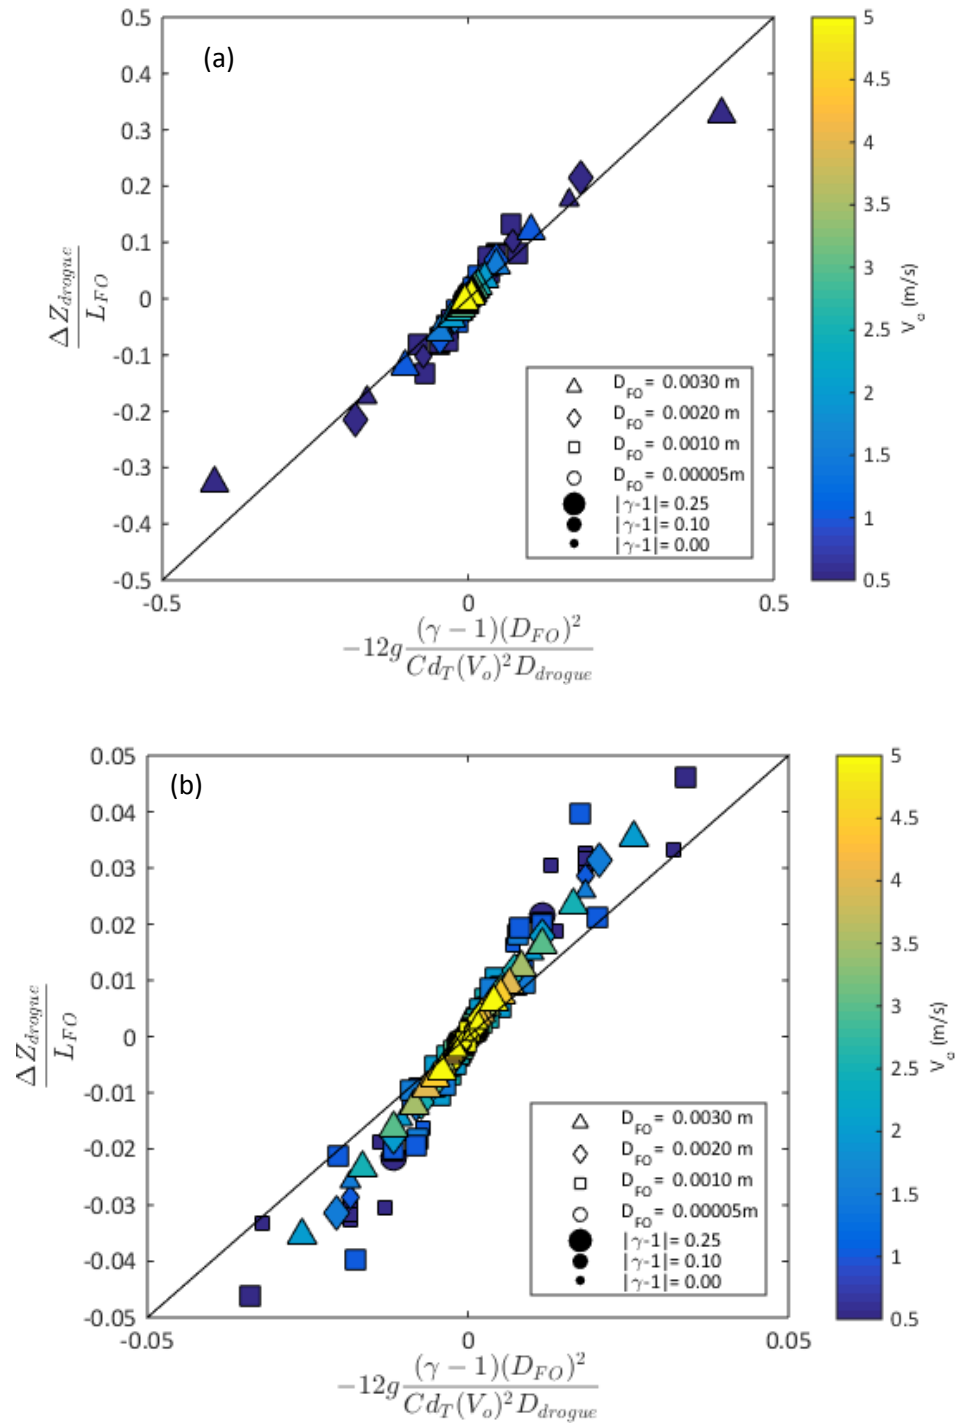 (a)
0.5
0.4
0.3
0.2
0.1
0
-0.1
-0.2
-0.3
-0.4
-0.5
-0.5 0 0.5
ΔZ_drogue / L_FO
-12g (γ − 1)(D_FO)² / Cd_T(V_o)² D_drogue
D_FO = 0.0030 m
D_FO = 0.0020 m
D_FO = 0.0010 m
D_FO = 0.00005m
|γ-1|= 0.25
|γ-1|= 0.10
|γ-1|= 0.00
5
4.5
4
3.5
3
2.5
2
1.5
1
0.5
V_o (m/s)
(b)
0.05
0.04
0.03
0.02
0.01
0
-0.01
-0.02
-0.03
-0.04
-0.05
-0.05 0 0.05
ΔZ_drogue / L_FO
-12g (γ − 1)(D_FO)² / Cd_T(V_o)² D_drogue
D_FO = 0.0030 m
D_FO = 0.0020 m
D_FO = 0.0010 m
D_FO = 0.00005m
|γ-1|= 0.25
|γ-1|= 0.10
|γ-1|= 0.00
5
4.5
4
3.5
3
2.5
2
1.5
1
0.5
V_o (m/s)